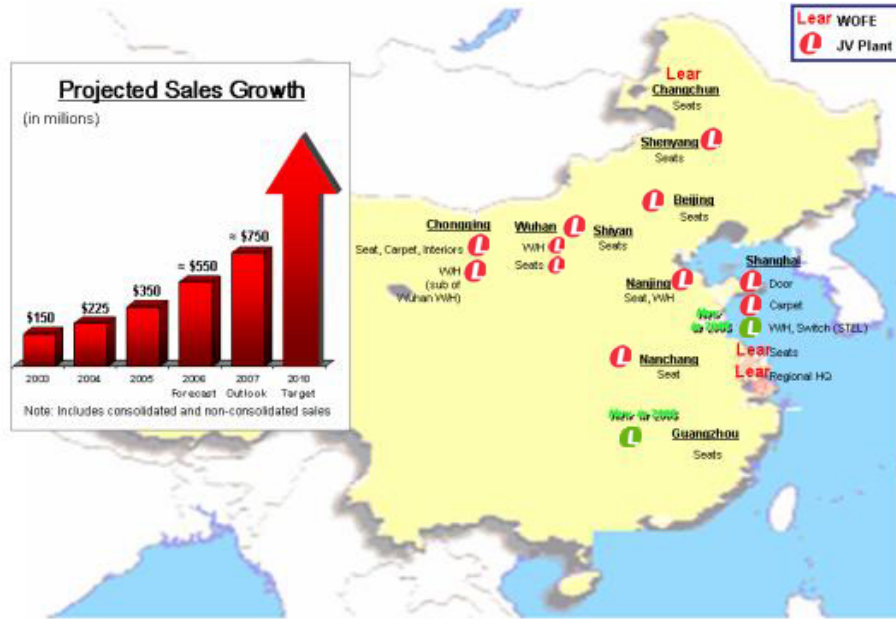 Lear WOFE
L JV Plant
Projected Sales Growth
(in millions)
$150
$225
$350
≈ $550
≈ $750
2003
2004
2005
2006
Forecast
2007
Outlook
2010
Target
Note: Includes consolidated and non-consolidated sales
Lear
Changchun
Seats
Shenyang L
Seats
L Beijing
Seats
Chongqing
Seat, Carpet, Interiors L
W/H L
(sub of
Wuhan W/H)
Wuhan
W/H L
Seats L
L Shiyan
Seats
Nanjing L
Seat, W/H
Shanghai
L Door
L Carpet
New
L W/H, Switch (STEL)
Lear Seats
Lear Regional HQ
L Nanchang
Seat
New in
L Guangzhou
Seats